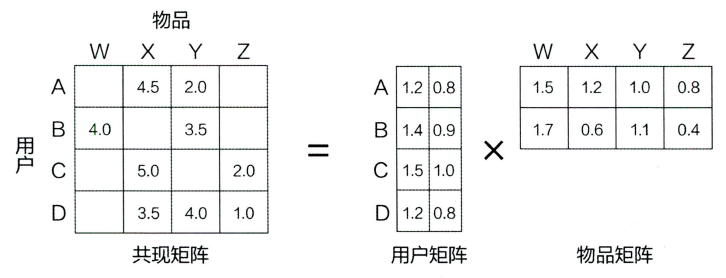 物品
W X Y Z
A 4.5 2.0
B 4.0 3.5
C 5.0 2.0
D 3.5 4.0 1.0
用户
共现矩阵
=
A 1.2 0.8
B 1.4 0.9
C 1.5 1.0
D 1.2 0.8
用户矩阵
×
W X Y Z
1.5 1.2 1.0 0.8
1.7 0.6 1.1 0.4
物品矩阵